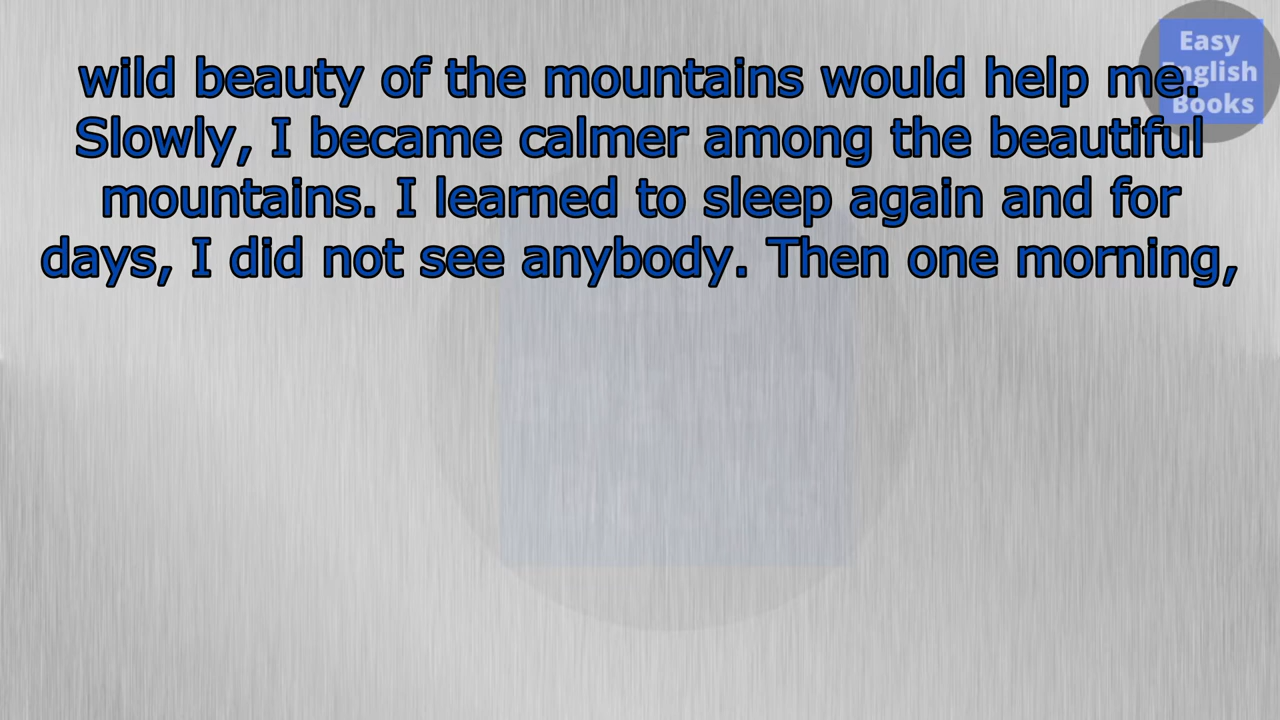 wild beauty of the mountains would help me.
Slowly, I became calmer among the beautiful
mountains. I learned to sleep again and for
days, I did not see anybody. Then one morning,
Easy
English
Books